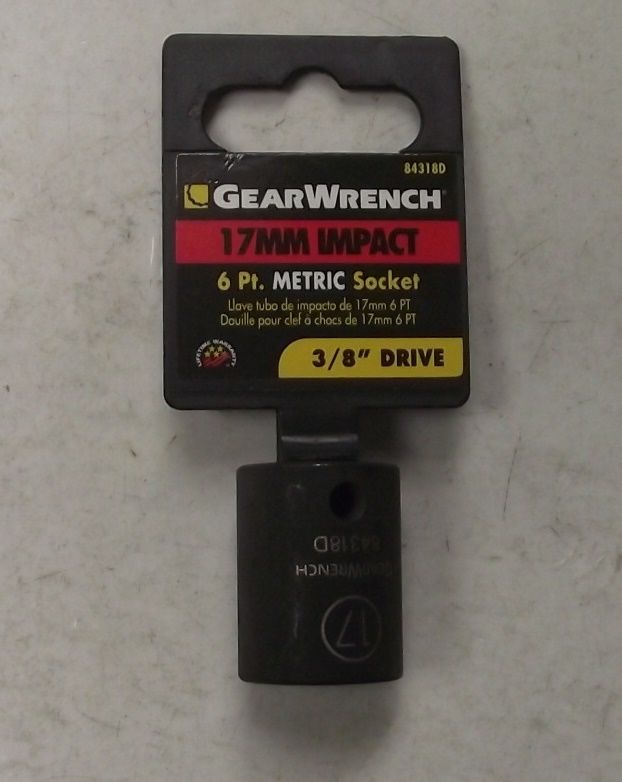 84318D
GEARWRENCH
17MM IMPACT
6 Pt. METRIC Socket
Llave tubo de impacto de 17mm 6 PT
Douille pour clef à chocs de 17mm 6 PT
LIFETIME WARRANTY
3/8" DRIVE
84318D
GEARWRENCH
17